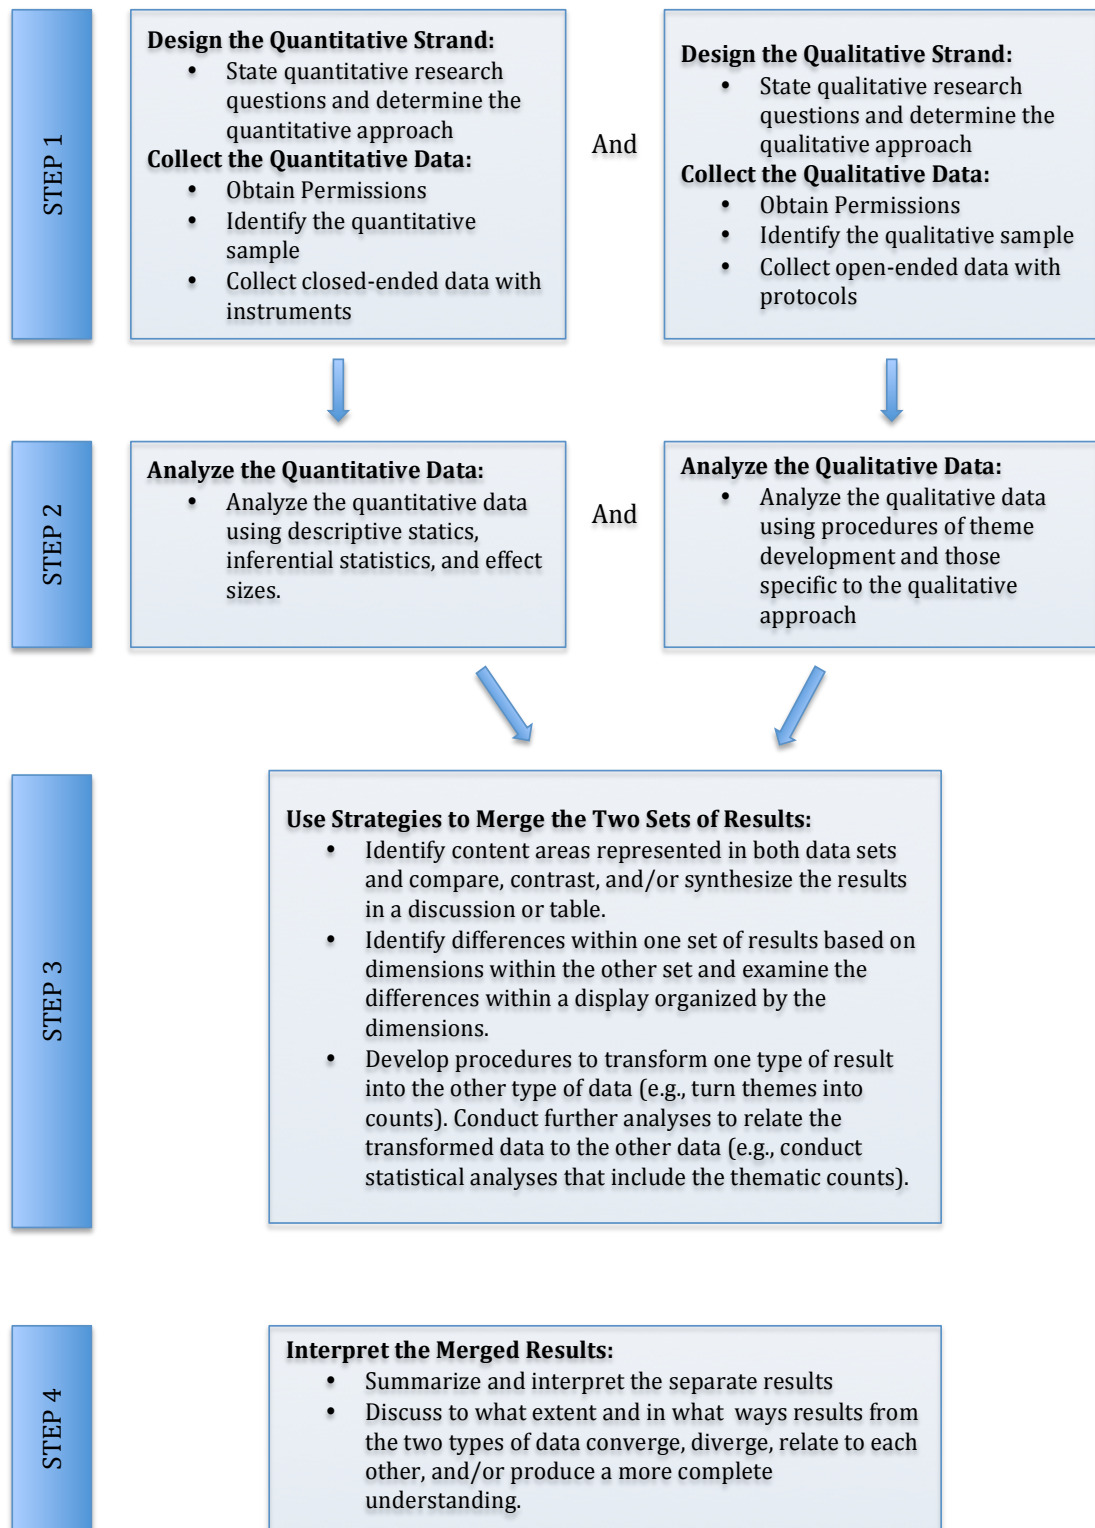 STEP 1
Design the Quantitative Strand:
• State quantitative research
questions and determine the
quantitative approach
Collect the Quantitative Data:
• Obtain Permissions
• Identify the quantitative
sample
• Collect closed-ended data with
instruments
And
Design the Qualitative Strand:
• State qualitative research
questions and determine the
qualitative approach
Collect the Qualitative Data:
• Obtain Permissions
• Identify the qualitative sample
• Collect open-ended data with
protocols
STEP 2
Analyze the Quantitative Data:
• Analyze the quantitative data
using descriptive statics,
inferential statistics, and effect
sizes.
And
Analyze the Qualitative Data:
• Analyze the qualitative data
using procedures of theme
development and those
specific to the qualitative
approach
STEP 3
Use Strategies to Merge the Two Sets of Results:
• Identify content areas represented in both data sets
and compare, contrast, and/or synthesize the results
in a discussion or table.
• Identify differences within one set of results based on
dimensions within the other set and examine the
differences within a display organized by the
dimensions.
• Develop procedures to transform one type of result
into the other type of data (e.g., turn themes into
counts). Conduct further analyses to relate the
transformed data to the other data (e.g., conduct
statistical analyses that include the thematic counts).
STEP 4
Interpret the Merged Results:
• Summarize and interpret the separate results
• Discuss to what extent and in what  ways results from
the two types of data converge, diverge, relate to each
other, and/or produce a more complete
understanding.